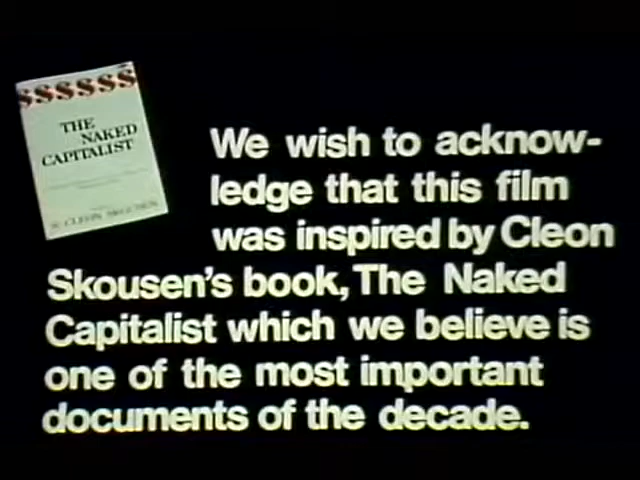 $$$$$$
THE
NAKED
CAPITALIST
W. CLEON SKOUSEN
We wish to acknow-
ledge that this film
was inspired by Cleon
Skousen's book, The Naked
Capitalist which we believe is
one of the most important
documents of the decade.